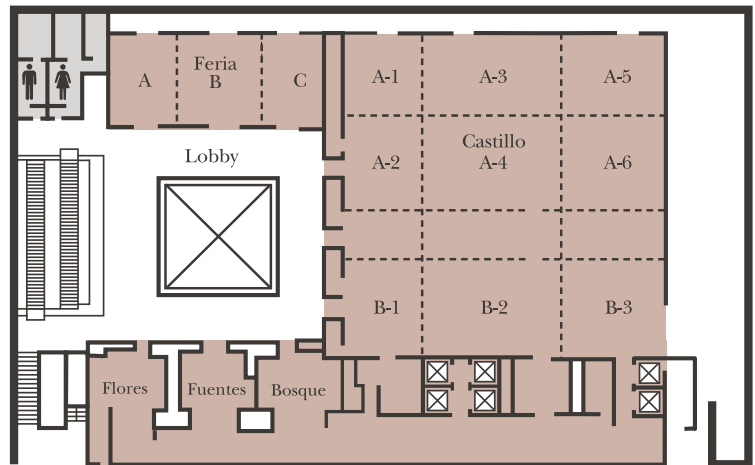 Feria
A
B
C
Lobby
A-1
A-3
A-5
Castillo
A-2
A-4
A-6
B-1
B-2
B-3
Flores
Fuentes
Bosque